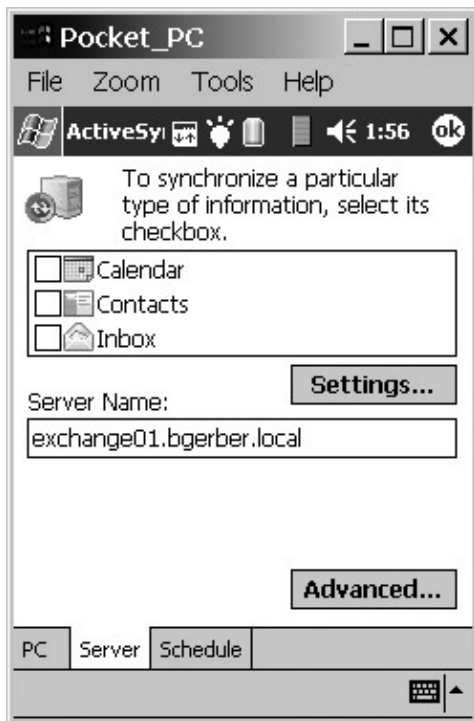 Pocket_PC
File Zoom Tools Help
ActiveSy 1:56 ok
To synchronize a particular
type of information, select its
checkbox.
Calendar
Contacts
Inbox
Settings...
Server Name:
exchange01.bgerber.local
Advanced...
PC Server Schedule